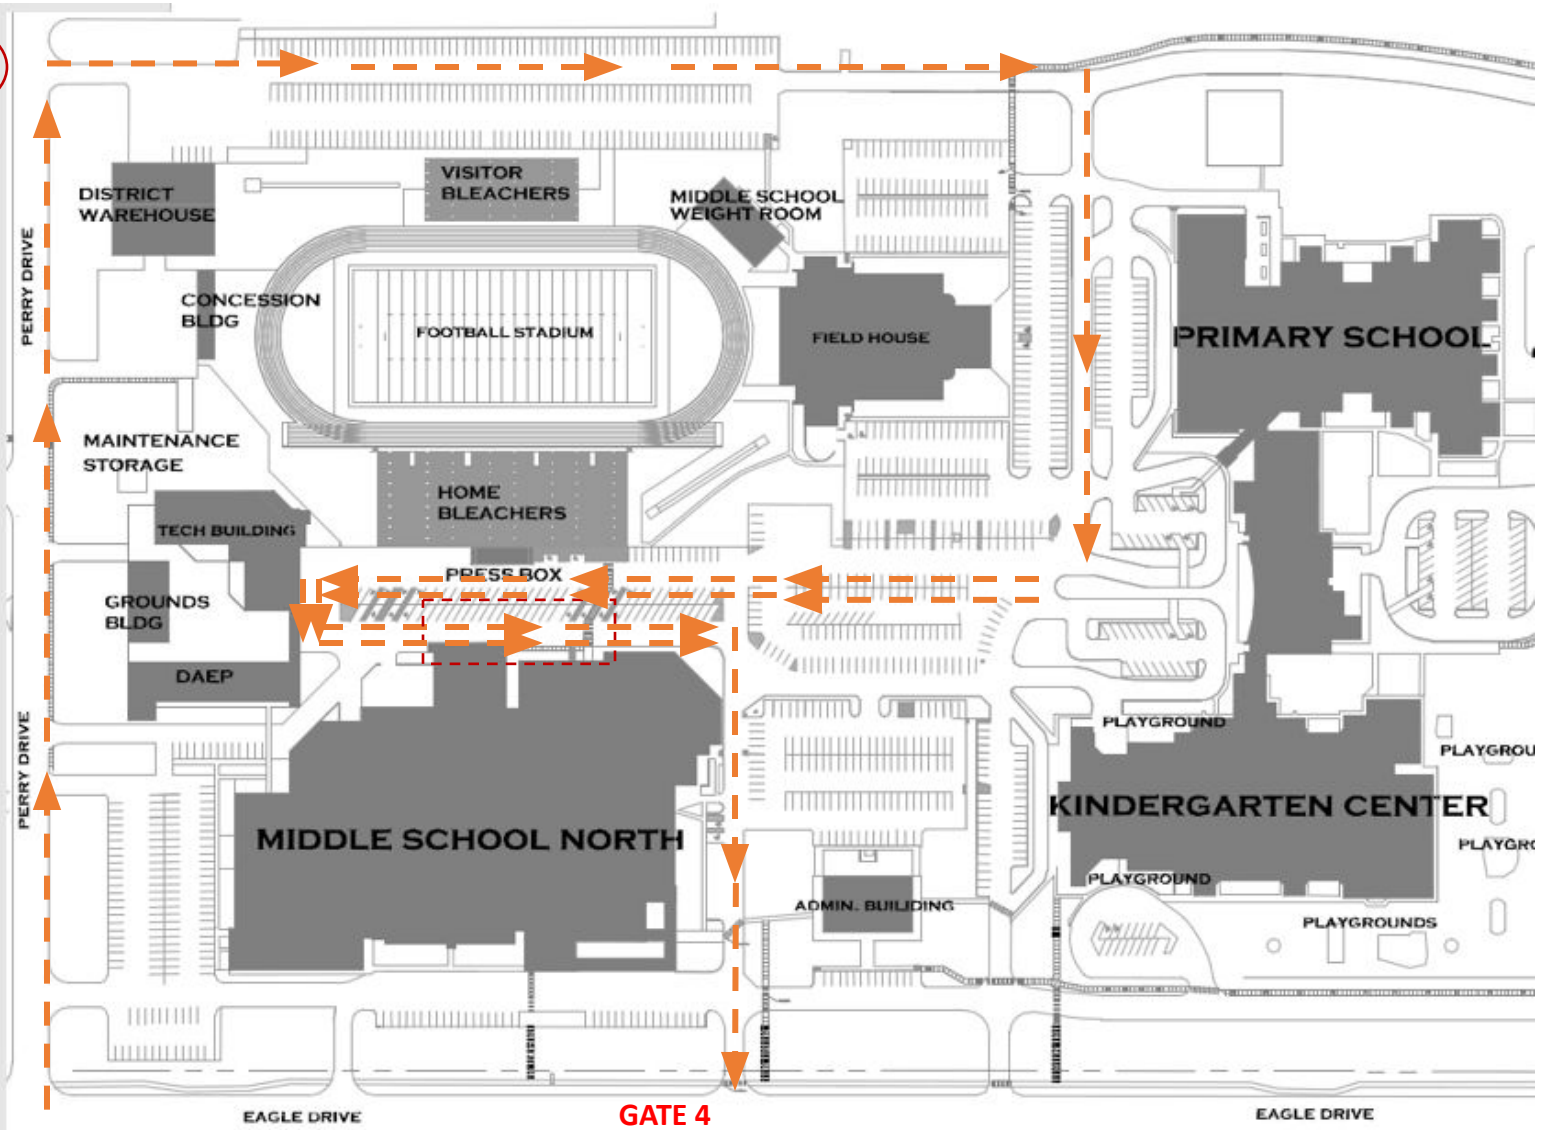 VISITOR
BLEACHERS
DISTRICT
WAREHOUSE
MIDDLE SCHOOL
WEIGHT ROOM
PERRY DRIVE
CONCESSION
BLDG
FOOTBALL STADIUM
FIELD HOUSE
PRIMARY SCHOOL
MAINTENANCE
STORAGE
HOME
BLEACHERS
TECH BUILDING
PRESS BOX
GROUNDS
BLDG
DAEP
PERRY DRIVE
PLAYGROUND
PLAYGROU
MIDDLE SCHOOL NORTH
KINDERGARTEN CENTER
PLAYGRO
PLAYGROUND
ADMIN. BUILIDING
PLAYGROUNDS
EAGLE DRIVE
GATE 4
EAGLE DRIVE